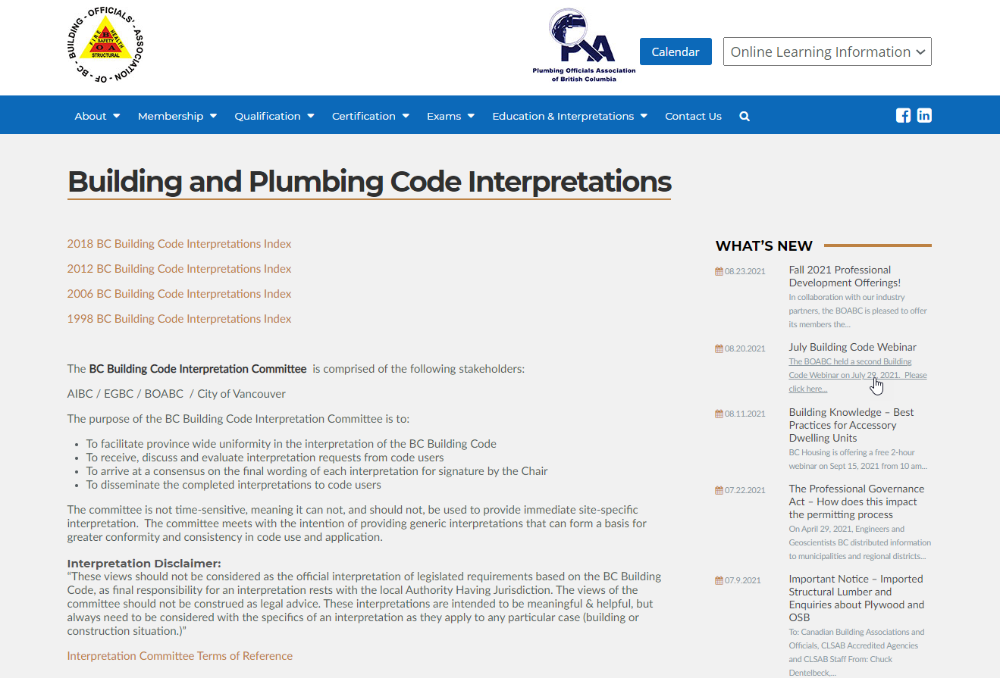 BUILDING - OFFICIALS' - ASSOCIATION - OF - BC -
FIRE
HEALTH
B
SAFETY
O A
STRUCTURAL
Plumbing Officials Association
of British Columbia
Calendar
Online Learning Information
About
Membership
Qualification
Certification
Exams
Education & Interpretations
Contact Us
Building and Plumbing Code Interpretations
2018 BC Building Code Interpretations Index
2012 BC Building Code Interpretations Index
2006 BC Building Code Interpretations Index
1998 BC Building Code Interpretations Index
The BC Building Code Interpretation Committee is comprised of the following stakeholders:
AIBC / EGBC / BOABC / City of Vancouver
The purpose of the BC Building Code Interpretation Committee is to:
• To facilitate province wide uniformity in the interpretation of the BC Building Code
• To receive, discuss and evaluate interpretation requests from code users
• To arrive at a consensus on the final wording of each interpretation for signature by the Chair
• To disseminate the completed interpretations to code users
The committee is not time-sensitive, meaning it can not, and should not, be used to provide immediate site-specific
interpretation. The committee meets with the intention of providing generic interpretations that can form a basis for
greater conformity and consistency in code use and application.
Interpretation Disclaimer:
“These views should not be considered as the official interpretation of legislated requirements based on the BC Building
Code, as final responsibility for an interpretation rests with the local Authority Having Jurisdiction. The views of the
committee should not be construed as legal advice. These interpretations are intended to be meaningful & helpful, but
always need to be considered with the specifics of an interpretation as they apply to any particular case (building or
construction situation.)”
Interpretation Committee Terms of Reference
WHAT’S NEW
08.23.2021
Fall 2021 Professional
Development Offerings!
In collaboration with our industry
partners, the BOABC is pleased to offer
its members the...
08.20.2021
July Building Code Webinar
The BOABC held a second Building
Code Webinar on July 29, 2021. Please
click here...
08.11.2021
Building Knowledge – Best
Practices for Accessory
Dwelling Units
BC Housing is offering a free 2-hour
webinar on Sept 15, 2021 from 10 am...
07.22.2021
The Professional Governance
Act – How does this impact
the permitting process
On April 29, 2021, Engineers and
Geoscientists BC distributed information
to municipalities and regional districts...
07.9.2021
Important Notice – Imported
Structural Lumber and
Enquiries about Plywood and
OSB
To: Canadian Building Associations and
Officials, CLSAB Accredited Agencies
and CLSAB Staff From: Chuck
Dentelbeck,...